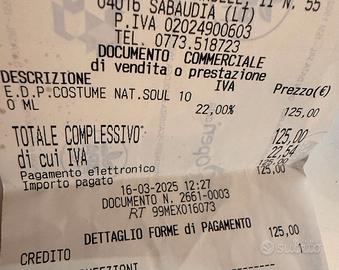 II N. 55
04016 SABAUDIA (LT)
P.IVA 02024900603
TEL. 0773.518723
DOCUMENTO COMMERCIALE
di vendita o prestazione
DESCRIZIONE IVA Prezzo(€)
E.D.P.COSTUME NAT.SOUL 10 22,00% 125,00
0 ML
TOTALE COMPLESSIVO 125,00
di cui IVA 22,54
Pagamento elettronico 125,00
Importo pagato 125,00
16-03-2025 12:27
DOCUMENTO N. 2661-0003
RT 99MEX016073
DETTAGLIO FORME di PAGAMENTO
CREDITO 125,00
subito